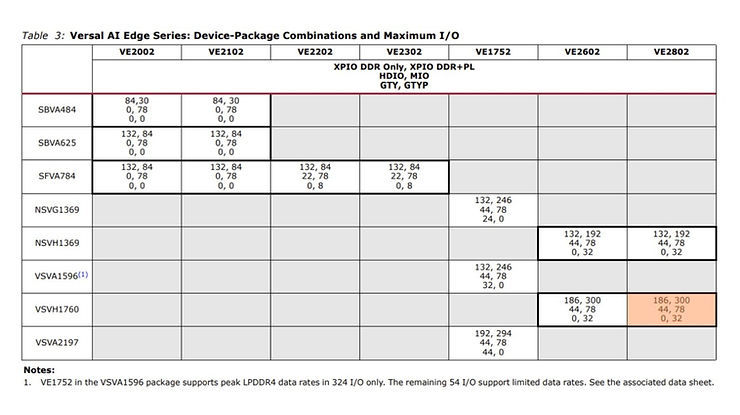 Table 3: Versal AI Edge Series: Device-Package Combinations and Maximum I/O
VE2002 VE2102 VE2202 VE2302 VE1752 VE2602 VE2802
XPIO DDR Only, XPIO DDR+PL
HDIO, MIO
GTY, GTYP
SBVA484
84,30 84, 30
0, 78 0, 78
0, 0 0, 0
SBVA625
132, 84 132, 84
0, 78 0, 78
0, 0 0, 0
SFVA784
132, 84 132, 84 132, 84 132, 84
0, 78 0, 78 22, 78 22, 78
0, 0 0, 0 0, 8 0, 8
NSVG1369
132, 246
44, 78
24, 0
NSVH1369
132, 192 132, 192
44, 78 44, 78
0, 32 0, 32
VSVA1596(1)
132, 246
44, 78
32, 0
VSVH1760
186, 300 186, 300
44, 78 44, 78
0, 32 0, 32
VSVA2197
192, 294
44, 78
44, 0
Notes:
1. VE1752 in the VSVA1596 package supports peak LPDDR4 data rates in 324 I/O only. The remaining 54 I/O support limited data rates. See the associated data sheet.